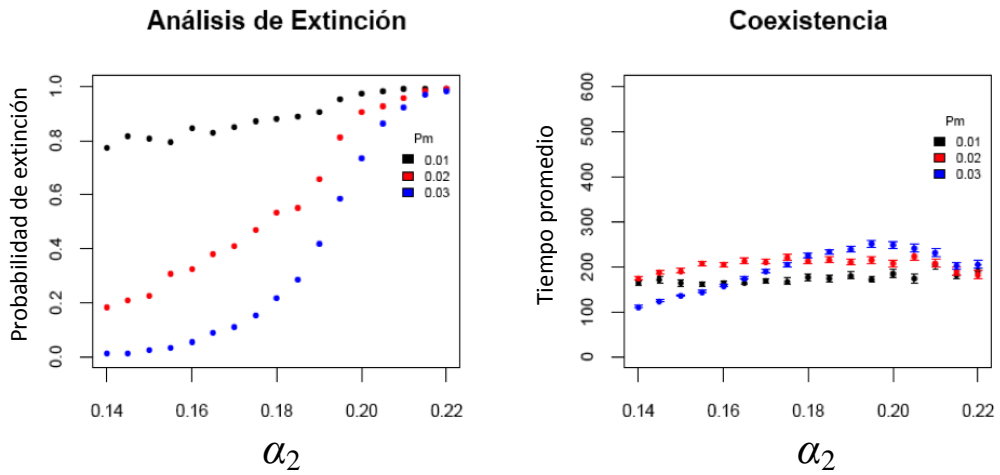 Análisis de Extinción
Probabilidad de extinción
1.0
0.8
0.6
0.4
0.2
0.0
Pm
0.01
0.02
0.03
0.14 0.16 0.18 0.20 0.22
α2
Coexistencia
Tiempo promedio
600
500
400
300
200
100
0
Pm
0.01
0.02
0.03
0.14 0.16 0.18 0.20 0.22
α2